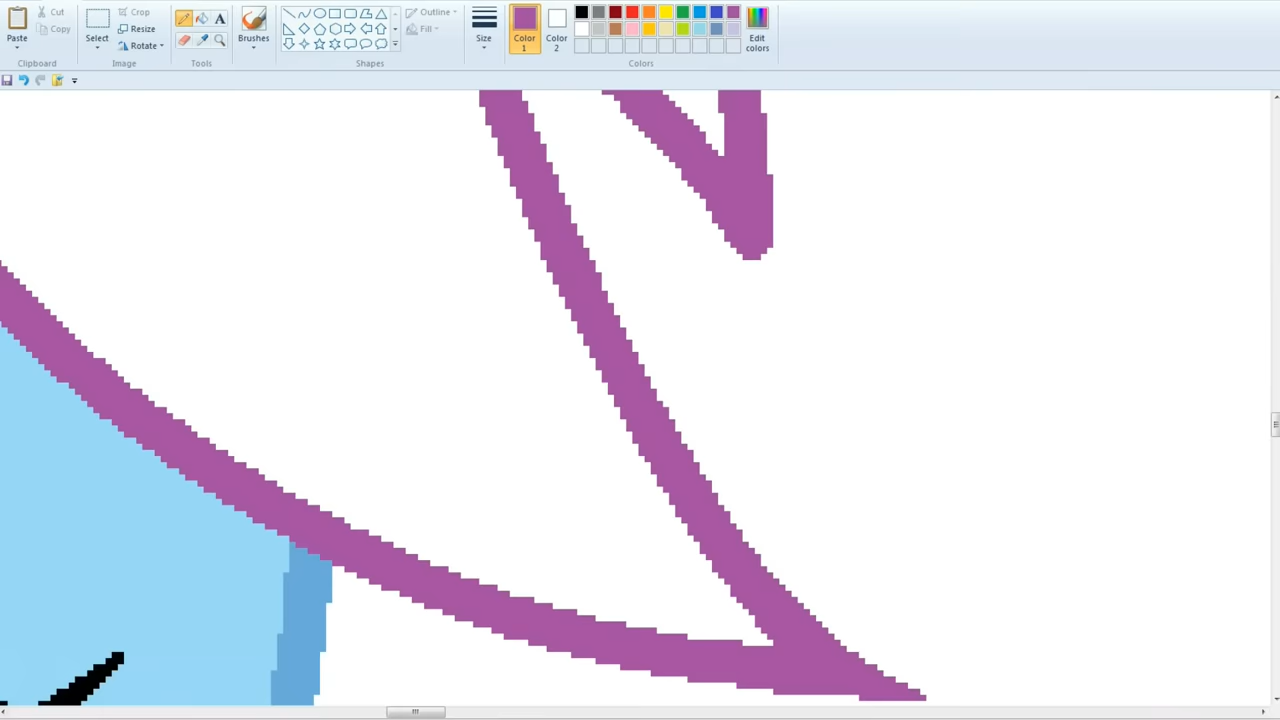 Paste
Cut
Copy
Clipboard
Select
Crop
Resize
Rotate
Image
A
Tools
Brushes
Outline
Fill
Shapes
Size
Color
1
Color
2
Edit
colors
Colors